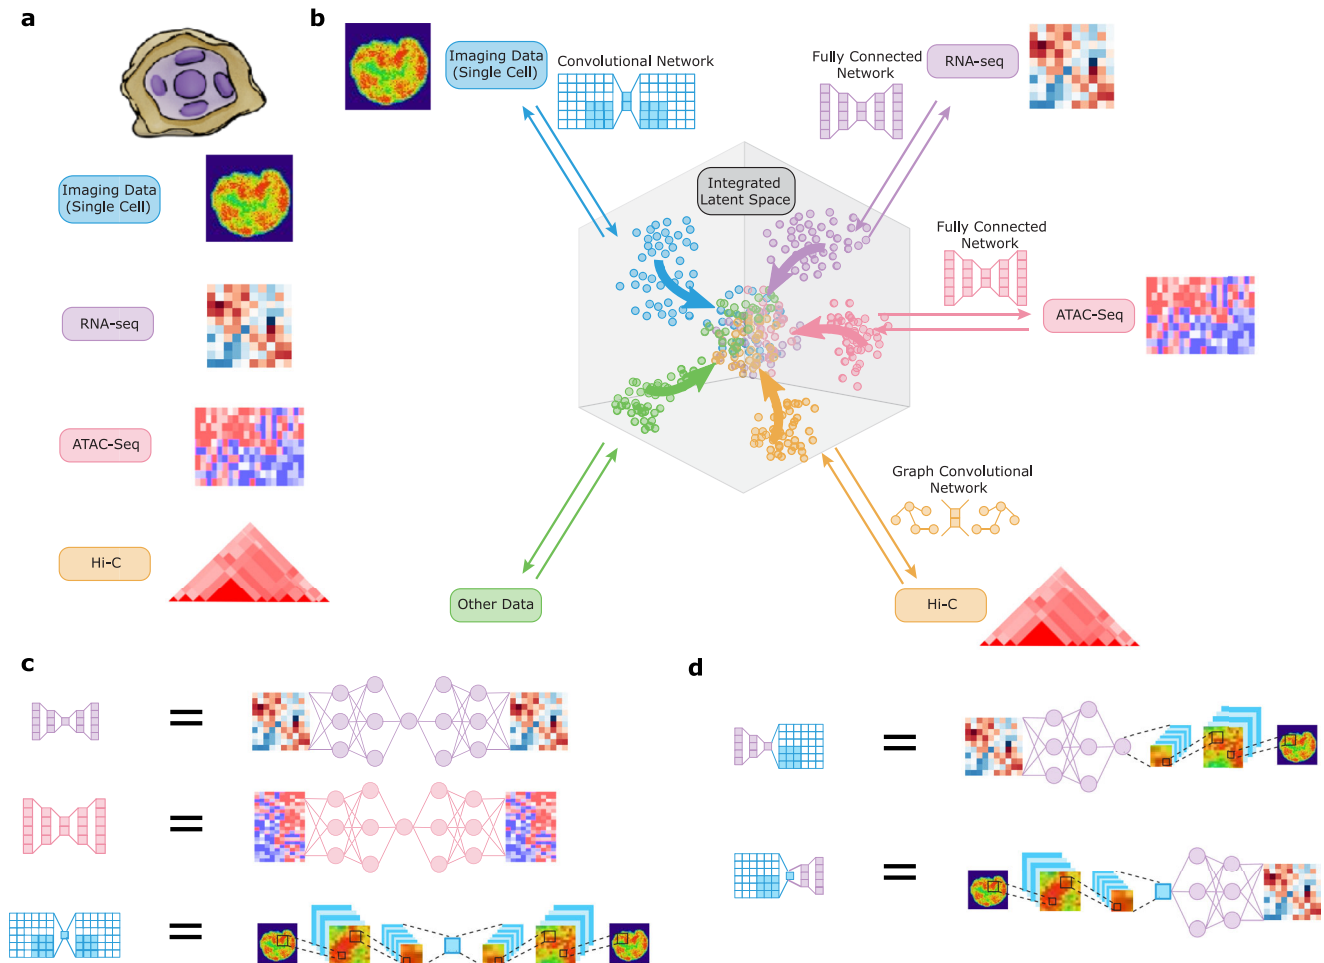 a
Imaging Data
(Single Cell)
RNA-seq
ATAC-Seq
Hi-C
b
Imaging Data
(Single Cell)
Convolutional Network
Fully Connected
Network
RNA-seq
Integrated
Latent Space
Fully Connected
Network
ATAC-Seq
Graph Convolutional
Network
Other Data
Hi-C
c
=
=
=
d
=
=